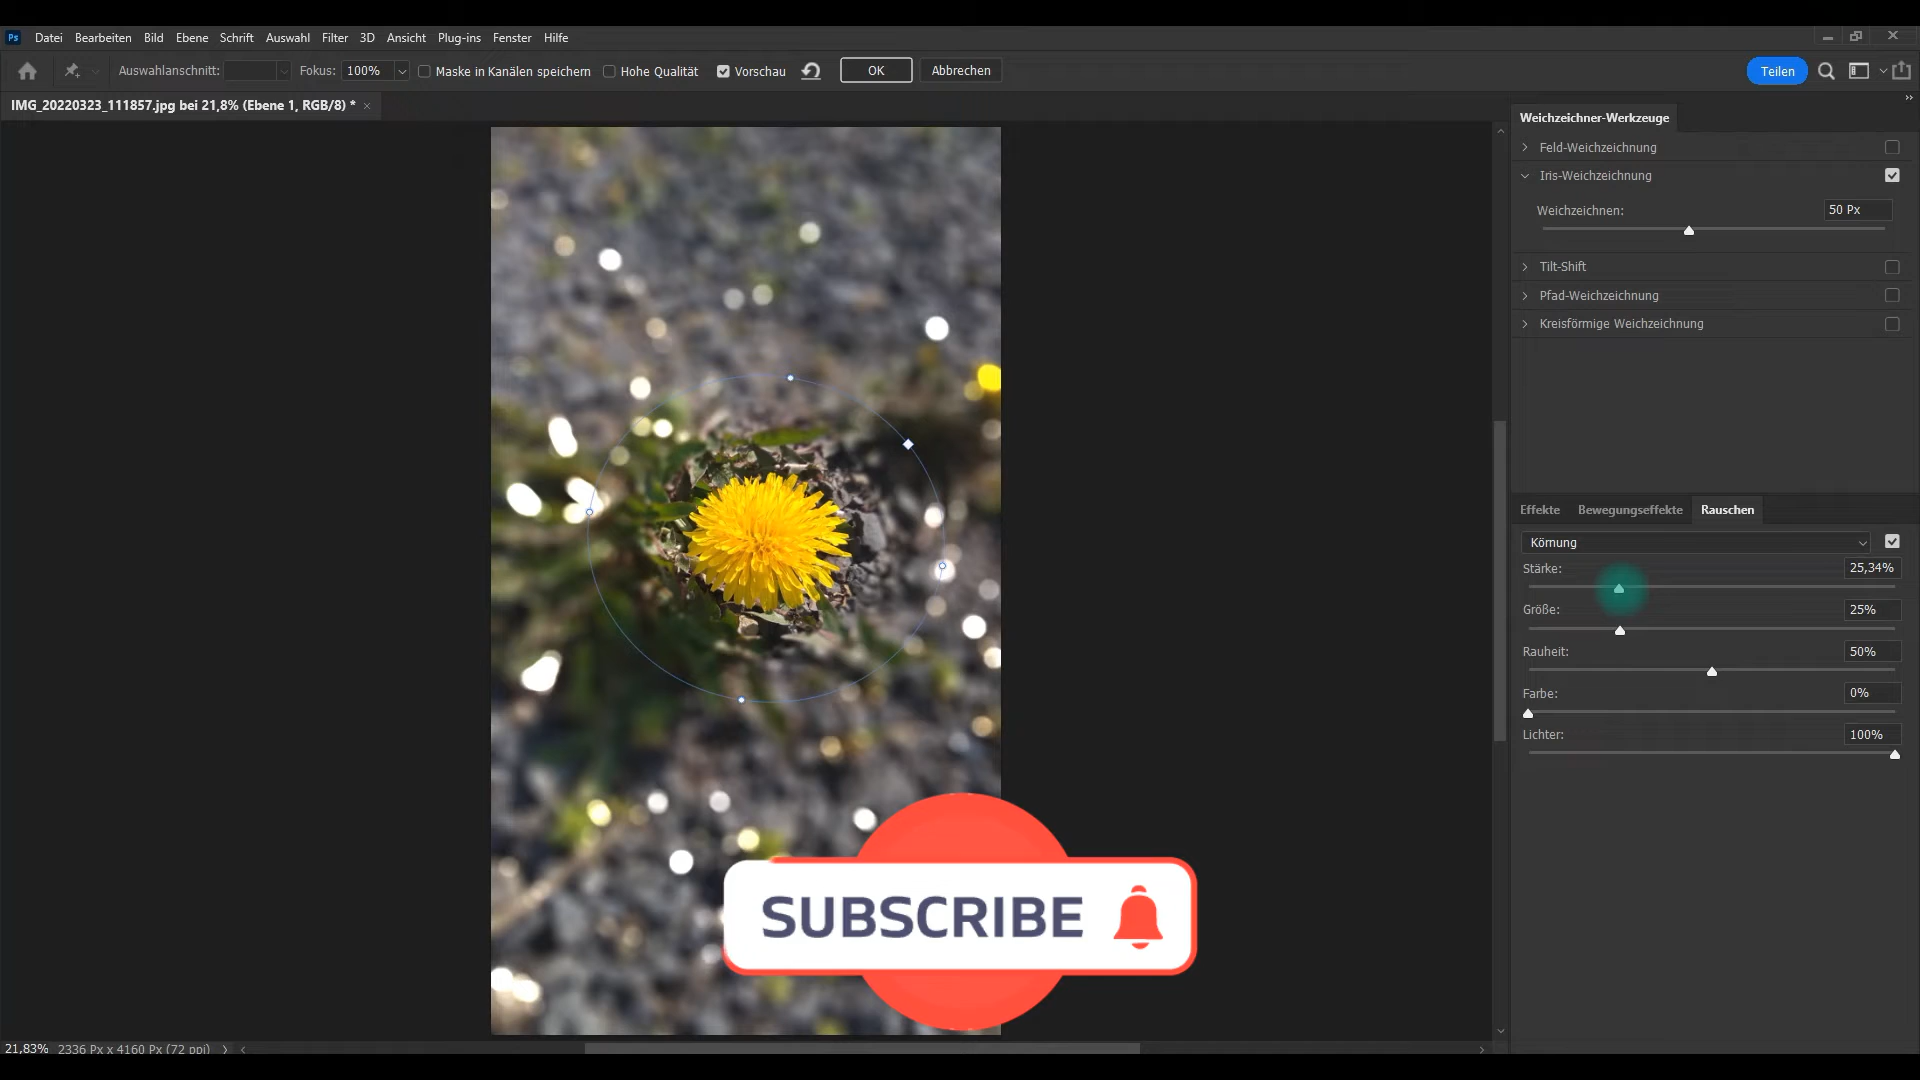 Ps Datei Bearbeiten Bild Ebene Schrift Auswahl Filter 3D Ansicht Plug-ins Fenster Hilfe
Auswahlanschnitt: Fokus: 100% Maske in Kanälen speichern Hohe Qualität Vorschau OK Abbrechen Teilen
IMG_20220323_111857.jpg bei 21,8% (Ebene 1, RGB/8) *
Weichzeichner-Werkzeuge
Feld-Weichzeichnung
Iris-Weichzeichnung
Weichzeichnen: 50 Px
Tilt-Shift
Pfad-Weichzeichnung
Kreisförmige Weichzeichnung
Effekte Bewegungseffekte Rauschen
Körnung
Stärke: 25,34%
Größe: 25%
Rauheit: 50%
Farbe: 0%
Lichter: 100%
SUBSCRIBE
21,83% 2336 Px x 4160 Px (72 ppi)